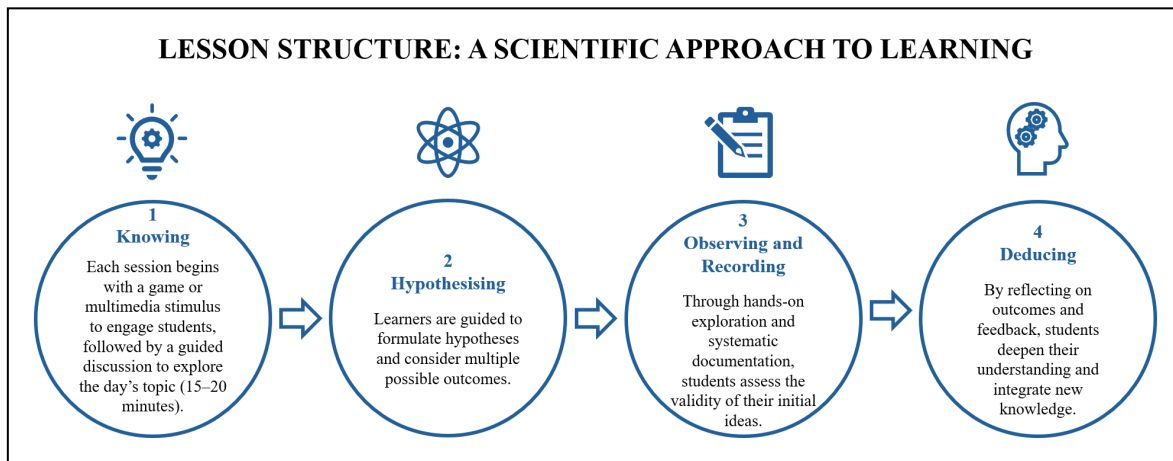 LESSON STRUCTURE: A SCIENTIFIC APPROACH TO LEARNING
1
Knowing
Each session begins
with a game or
multimedia stimulus
to engage students,
followed by a guided
discussion to explore
the day’s topic (15–20
minutes).
2
Hypothesising
Learners are guided to
formulate hypotheses
and consider multiple
possible outcomes.
3
Observing and
Recording
Through hands-on
exploration and
systematic
documentation,
students assess the
validity of their initial
ideas.
4
Deducing
By reflecting on
outcomes and
feedback, students
deepen their
understanding and
integrate new
knowledge.